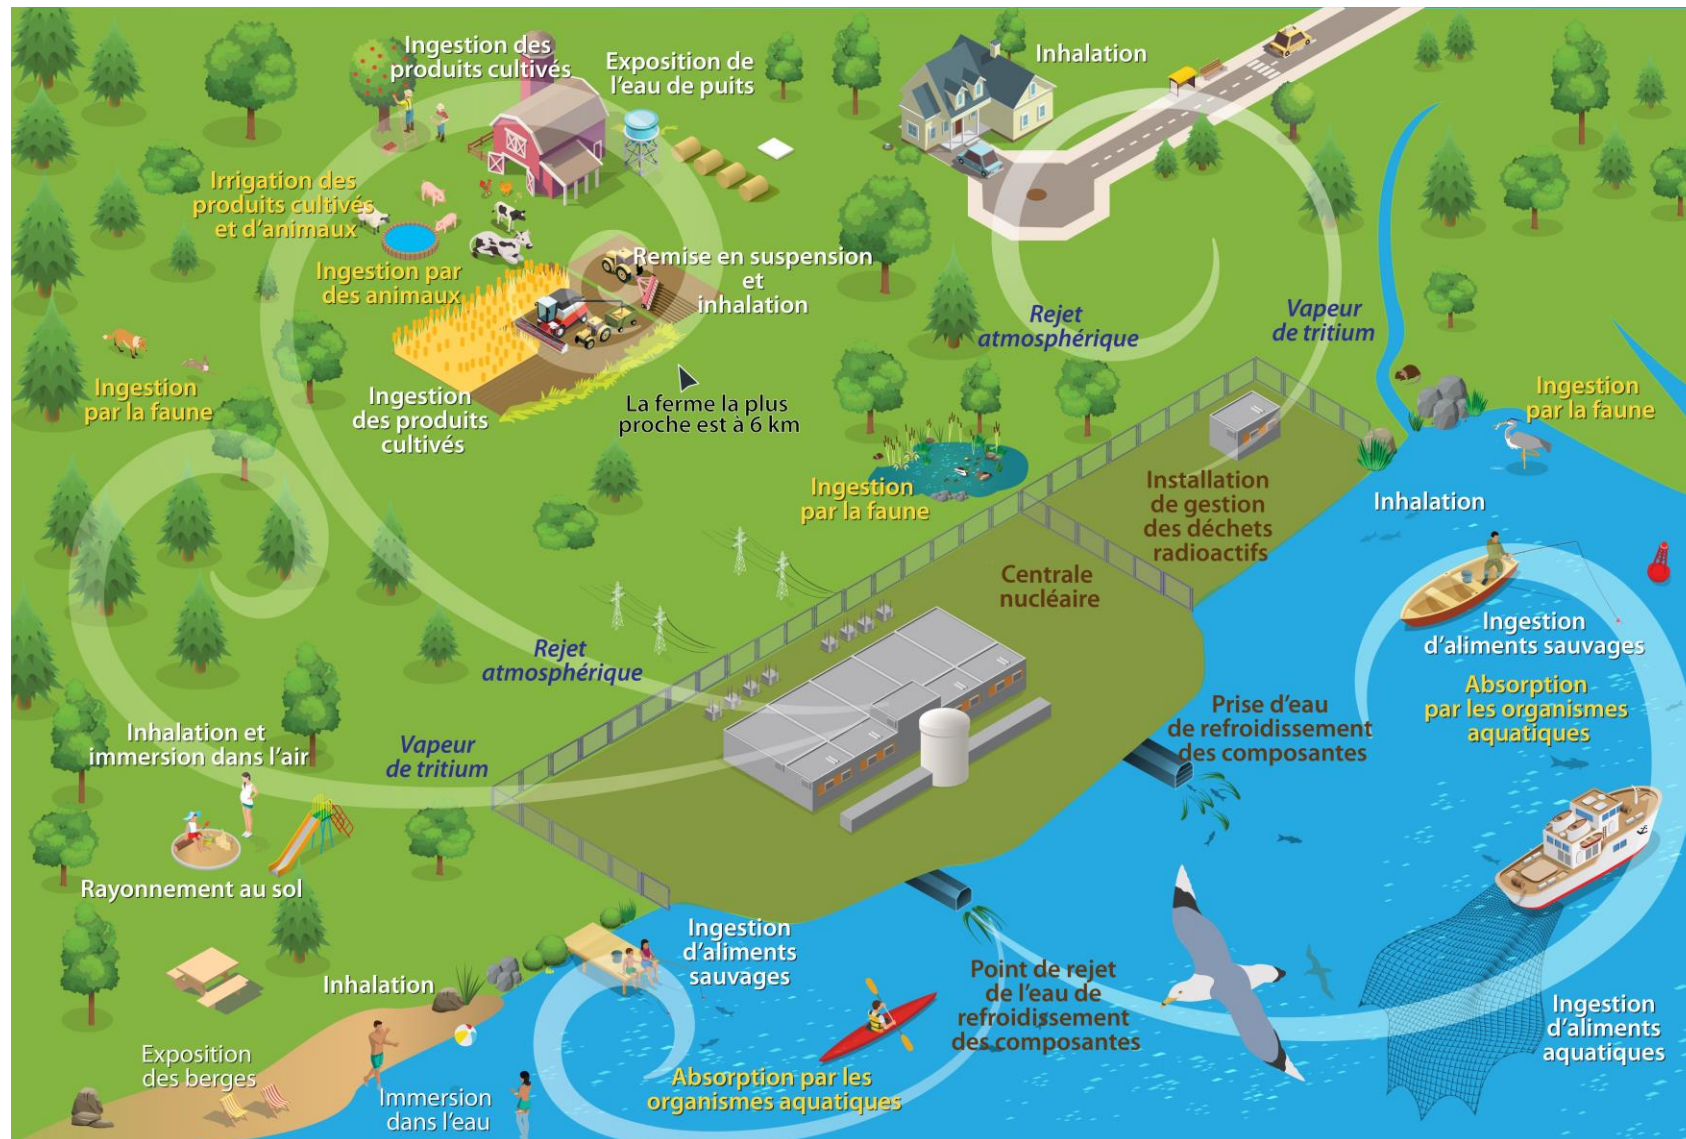 Ingestion des
produits cultivés
Exposition de
l'eau de puits
Inhalation
Irrigation des
produits cultivés
et d'animaux
Ingestion par
des animaux
Remise en suspension
et
inhalation
Rejet
atmosphérique
Vapeur
de tritium
Ingestion
par la faune
Ingestion
des produits
cultivés
La ferme la plus
proche est à 6 km
Ingestion
par la faune
Ingestion
par la faune
Installation
de gestion
des déchets
radioactifs
Inhalation
Centrale
nucléaire
Ingestion
d'aliments sauvages
Absorption
par les organismes
aquatiques
Rejet
atmosphérique
Prise d'eau
de refroidissement
des composantes
Inhalation et
immersion dans l'air
Vapeur
de tritium
Rayonnement au sol
Ingestion
d'aliments
sauvages
Inhalation
Point de rejet
de l'eau de
refroidissement
des composantes
Ingestion
d'aliments
aquatiques
Exposition
des berges
Absorption par les
organismes aquatiques
Immersion
dans l'eau